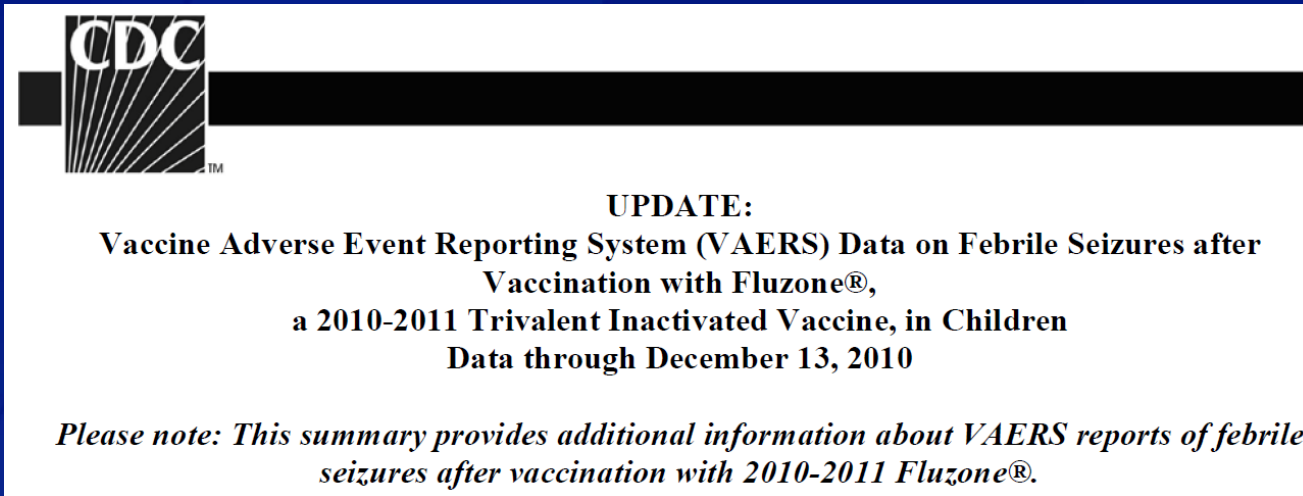 CDC
TM
UPDATE:
Vaccine Adverse Event Reporting System (VAERS) Data on Febrile Seizures after
Vaccination with Fluzone®,
a 2010-2011 Trivalent Inactivated Vaccine, in Children
Data through December 13, 2010
Please note: This summary provides additional information about VAERS reports of febrile
seizures after vaccination with 2010-2011 Fluzone®.